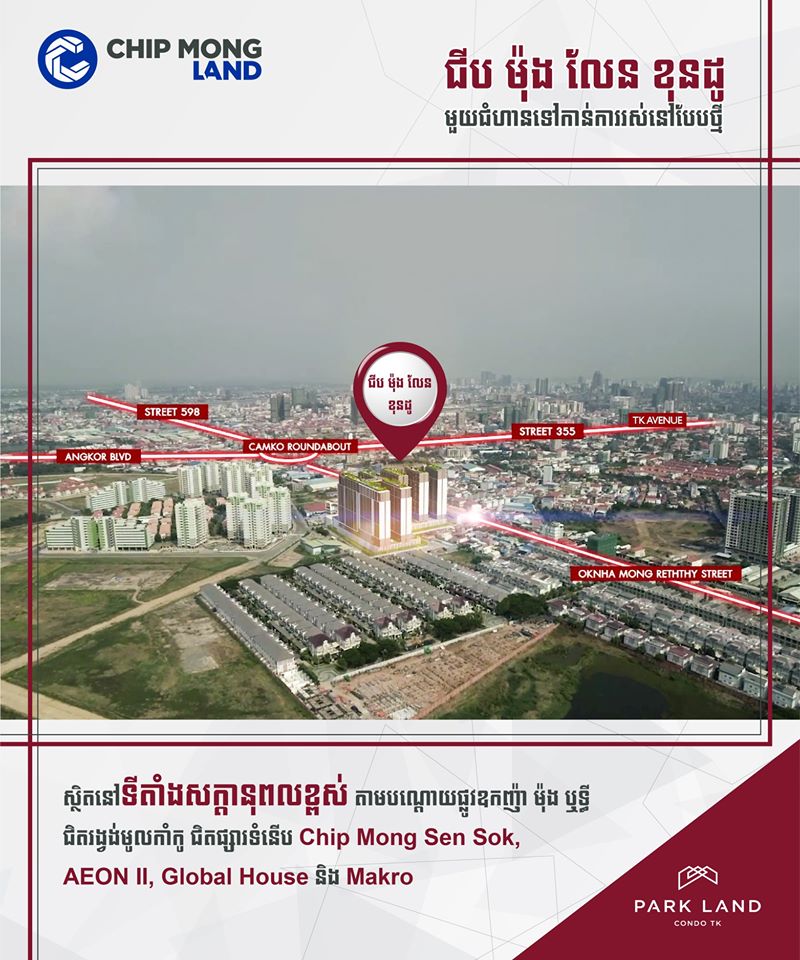 CHIP MONG
LAND
ជីប ម៉ុង លែន ខុនដូ
មួយជំហានទៅកាន់ការរស់នៅបែបថ្មី
ជីប ម៉ុង លែន
ខុនដូ
STREET 598
TK AVENUE
STREET 355
CAMKO ROUNDABOUT
ANGKOR BLVD
OKNHA MONG RETHTHY STREET
ស្ថិតនៅទីតាំងសក្តានុពលខ្ពស់ តាមបណ្តោយផ្លូវឧកញ៉ា ម៉ុង ឬទ្ធី
ជិតរង្វង់មូលកាំកូ ជិតផ្សារទំនើប Chip Mong Sen Sok,
AEON II, Global House និង Makro
PARK LAND
CONDO TK